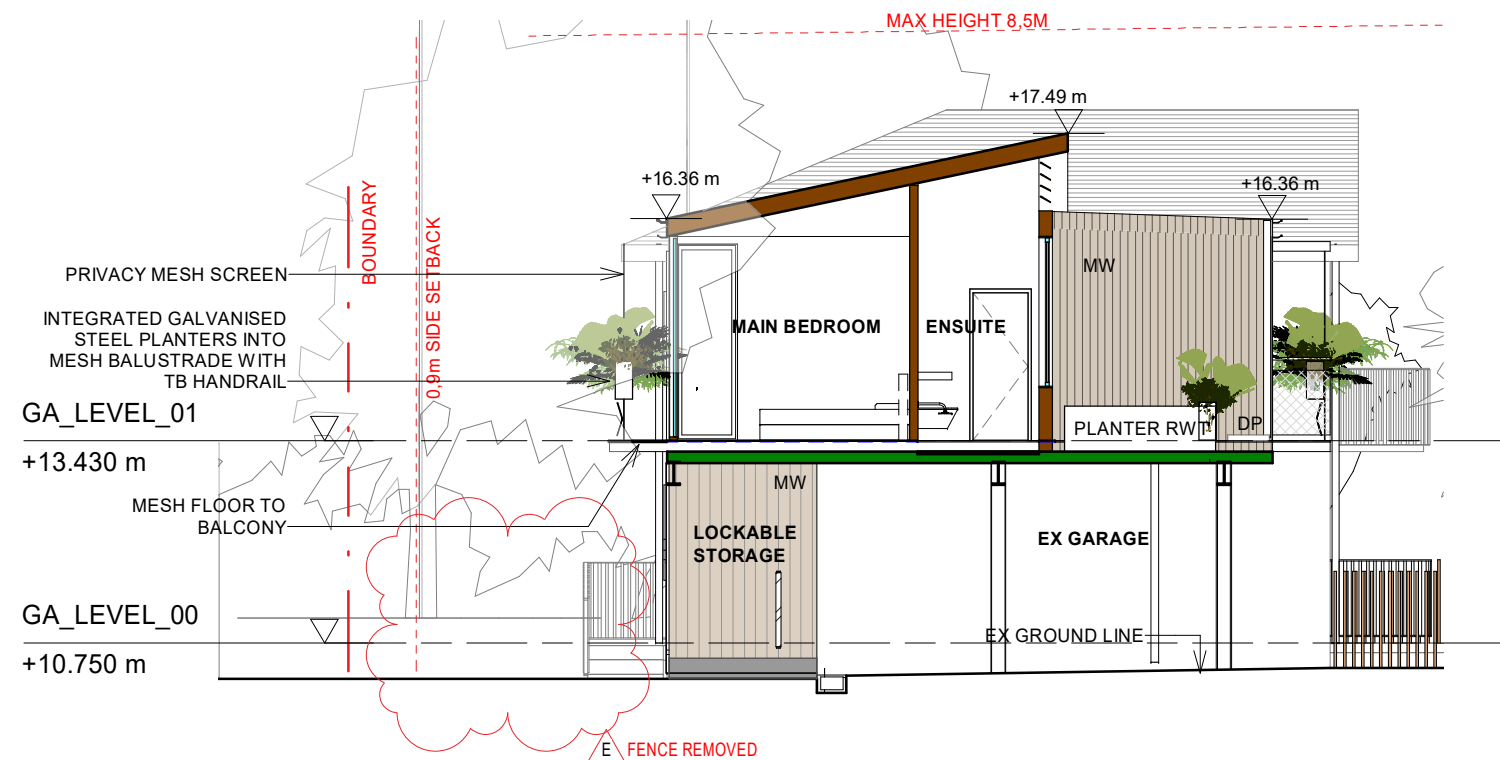 MAX HEIGHT 8,5M
+17.49 m
+16.36 m
+16.36 m
BOUNDARY
0,9m SIDE SETBACK
PRIVACY MESH SCREEN
INTEGRATED GALVANISED
STEEL PLANTERS INTO
MESH BALUSTRADE WITH
TB HANDRAIL
MW
MAIN BEDROOM
ENSUITE
GA_LEVEL_01
+13.430 m
PLANTER RWT
DP
MESH FLOOR TO
BALCONY
MW
LOCKABLE
STORAGE
EX GARAGE
GA_LEVEL_00
+10.750 m
EX GROUND LINE
E
FENCE REMOVED